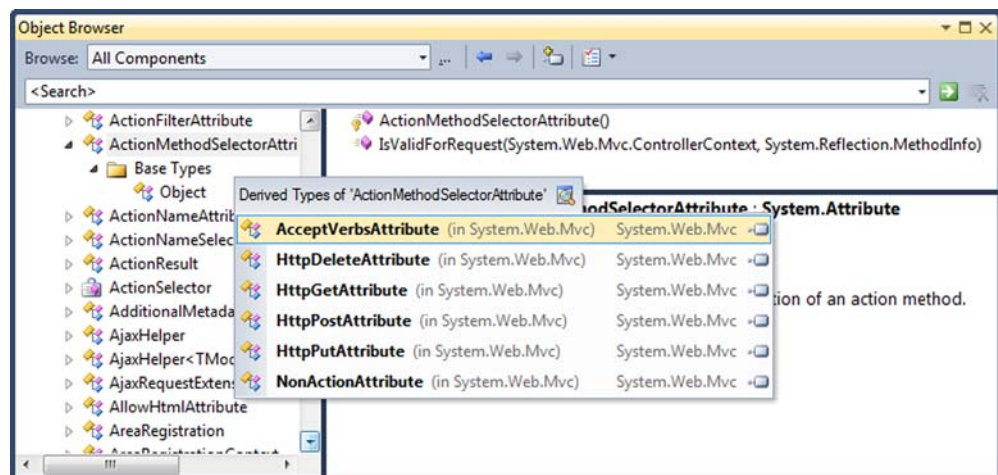 Object Browser
Browse: All Components
<Search>
ActionFilterAttribute
ActionMethodSelectorAttri
Base Types
Object
ActionNameAttrib
ActionNameSelec
ActionResult
ActionSelector
AdditionalMetada
AjaxHelper
AjaxHelper<TMod
AjaxRequestExtens
AllowHtmlAttribute
AreaRegistration
ActionMethodSelectorAttribute()
IsValidForRequest(System.Web.Mvc.ControllerContext, System.Reflection.MethodInfo)
Derived Types of 'ActionMethodSelectorAttribute'
AcceptVerbsAttribute (in System.Web.Mvc) System.Web.Mvc
HttpDeleteAttribute (in System.Web.Mvc) System.Web.Mvc
HttpGetAttribute (in System.Web.Mvc) System.Web.Mvc
HttpPostAttribute (in System.Web.Mvc) System.Web.Mvc
HttpPutAttribute (in System.Web.Mvc) System.Web.Mvc
NonActionAttribute (in System.Web.Mvc) System.Web.Mvc
odSelectorAttribute : System.Attribute
tion of an action method.